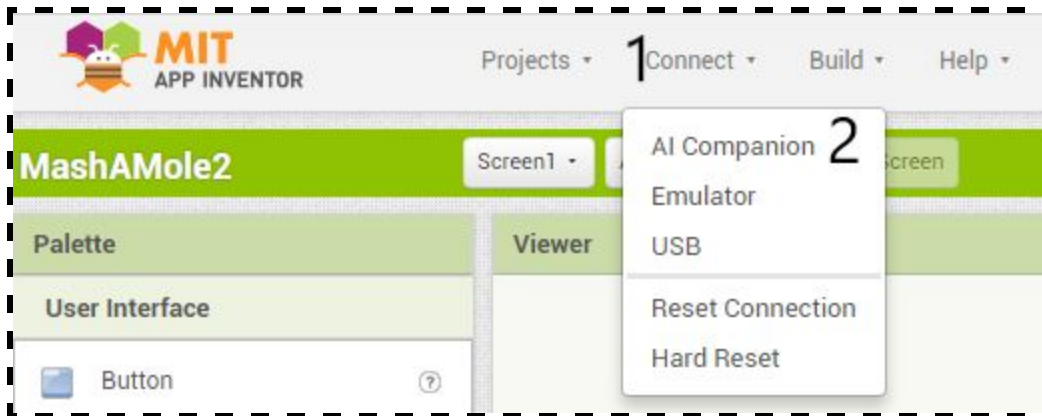 MIT
APP INVENTOR
Projects
1 Connect
Build
Help
MashAMole2
Screen1
AI Companion 2
Screen
Emulator
USB
Palette
Viewer
User Interface
Reset Connection
Hard Reset
Button
?